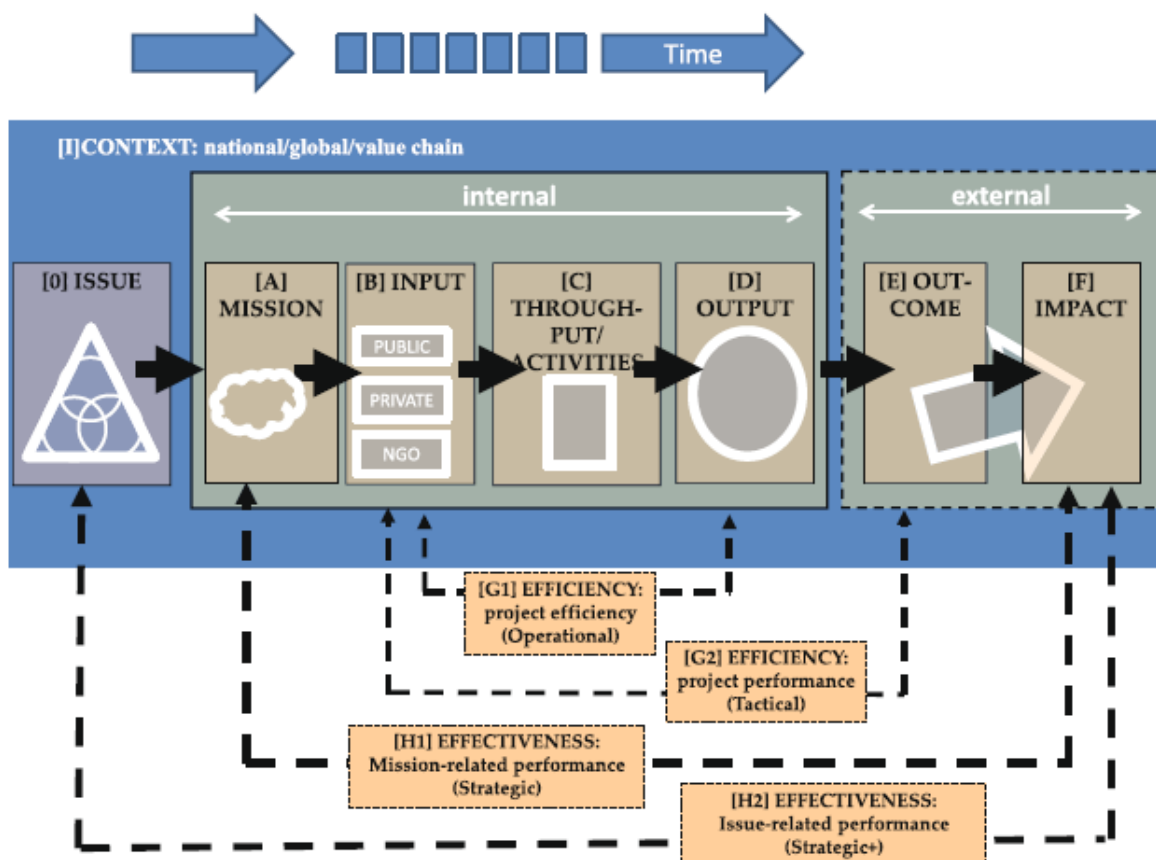 Time
[I]CONTEXT: national/global/value chain
internal
external
[0] ISSUE
[A]
MISSION
[B] INPUT
PUBLIC
PRIVATE
NGO
[C]
THROUGH-
PUT/
ACTIVITIES
[D]
OUTPUT
[E] OUT-
COME
[F]
IMPACT
[G1] EFFICIENCY:
project efficiency
(Operational)
[G2] EFFICIENCY:
project performance
(Tactical)
[H1] EFFECTIVENESS:
Mission-related performance
(Strategic)
[H2] EFFECTIVENESS:
Issue-related performance
(Strategic+)